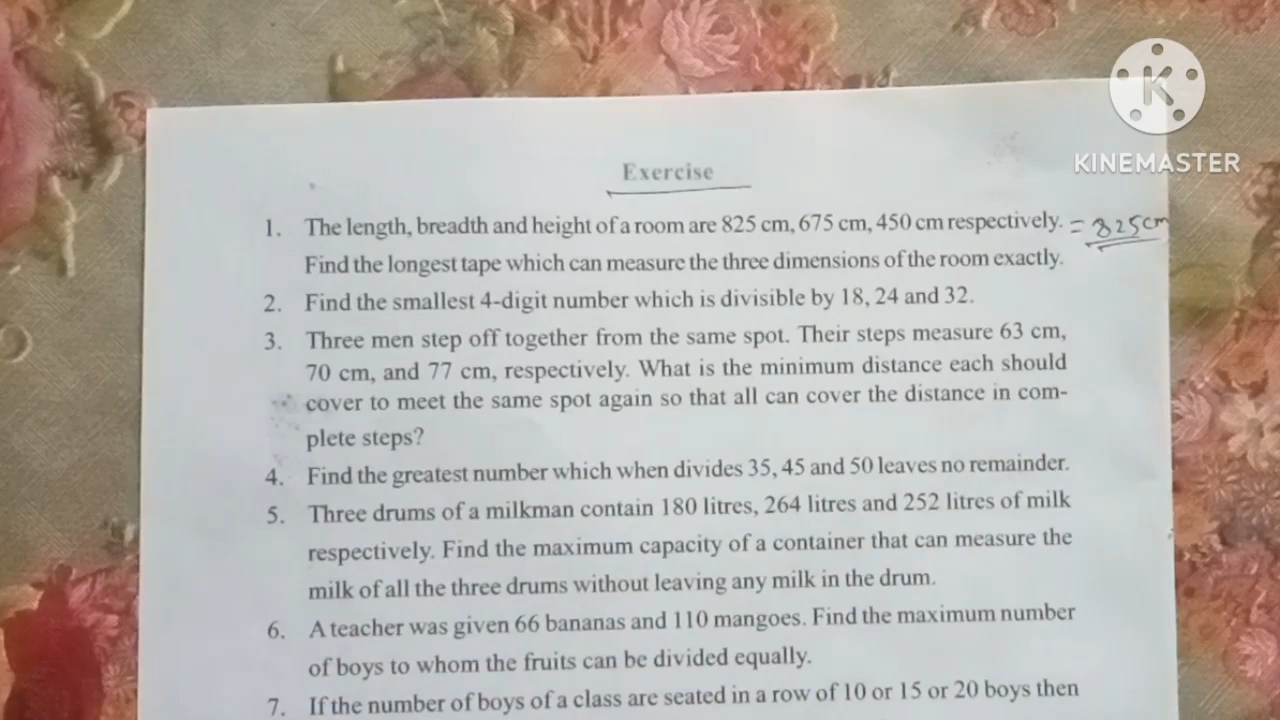 K
KINEMASTER
Exercise
1. The length, breadth and height of a room are 825 cm, 675 cm, 450 cm respectively. = 825cm
Find the longest tape which can measure the three dimensions of the room exactly.
2. Find the smallest 4-digit number which is divisible by 18, 24 and 32.
3. Three men step off together from the same spot. Their steps measure 63 cm,
70 cm, and 77 cm, respectively. What is the minimum distance each should
cover to meet the same spot again so that all can cover the distance in com-
plete steps?
4. Find the greatest number which when divides 35, 45 and 50 leaves no remainder.
5. Three drums of a milkman contain 180 litres, 264 litres and 252 litres of milk
respectively. Find the maximum capacity of a container that can measure the
milk of all the three drums without leaving any milk in the drum.
6. A teacher was given 66 bananas and 110 mangoes. Find the maximum number
of boys to whom the fruits can be divided equally.
7. If the number of boys of a class are seated in a row of 10 or 15 or 20 boys then